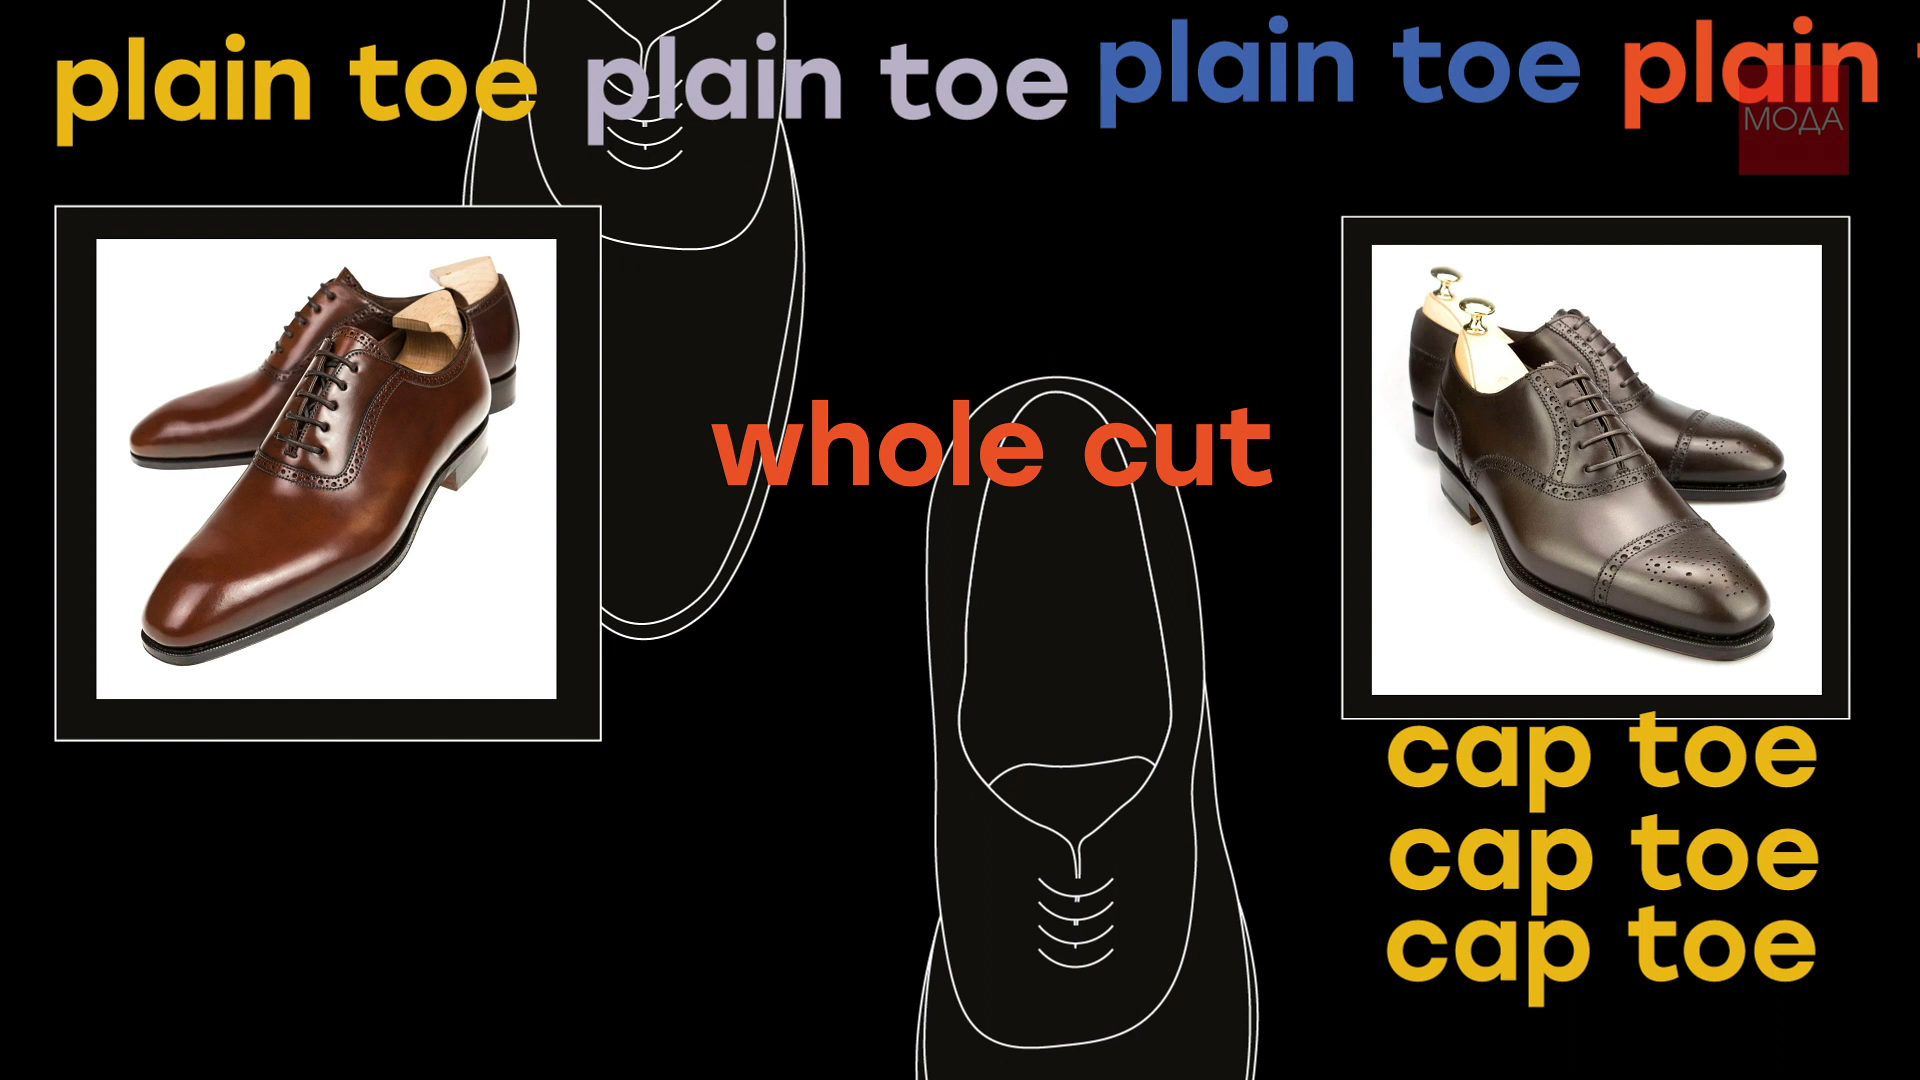 plain toe plain toe plain toe plain
МОДА
whole cut
cap toe
cap toe
cap toe